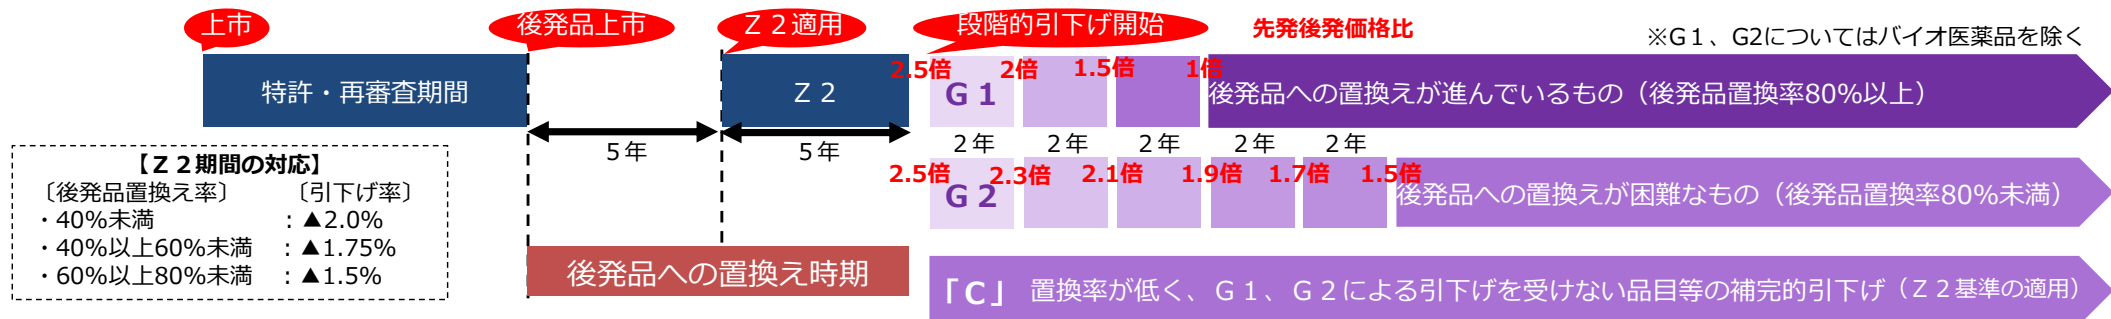 上市
後発品上市
Ｚ２適用
段階的引下げ開始
先発後発価格比
※G１、G2についてはバイオ医薬品を除く
特許・再審査期間
Ｚ２
2.5倍
2倍
1.5倍
1倍
Ｇ１
後発品への置換えが進んでいるもの（後発品置換率80%以上）
５年
５年
２年
２年
２年
２年
２年
【Ｚ２期間の対応】
〔後発品置換え率〕 〔引下げ率〕
・40%未満 ：▲2.0%
・40%以上60%未満 ：▲1.75%
・60%以上80%未満 ：▲1.5%
2.5倍
2.3倍
2.1倍
1.9倍
1.7倍
1.5倍
Ｇ２
後発品への置換えが困難なもの（後発品置換率80%未満）
後発品への置換え時期
「Ｃ」 置換率が低く、Ｇ１、Ｇ２による引下げを受けない品目等の補完的引下げ（Ｚ２基準の適用）